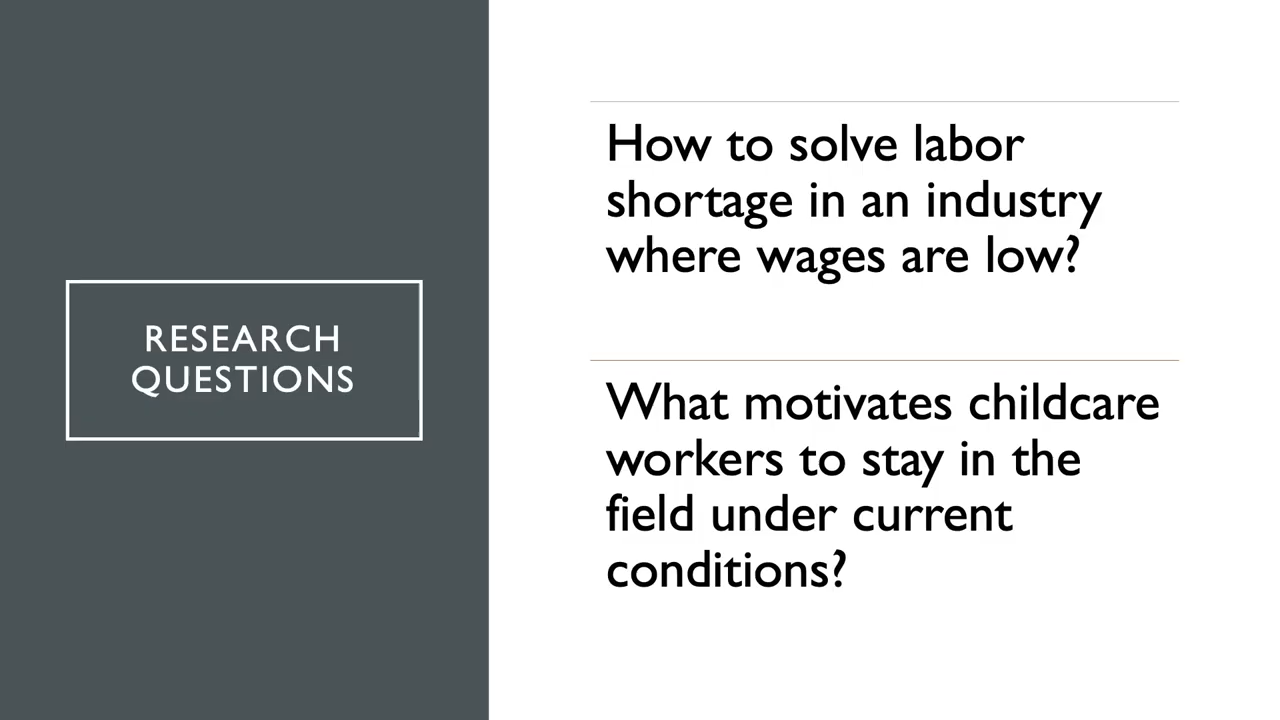 RESEARCH
QUESTIONS
How to solve labor
shortage in an industry
where wages are low?
What motivates childcare
workers to stay in the
field under current
conditions?